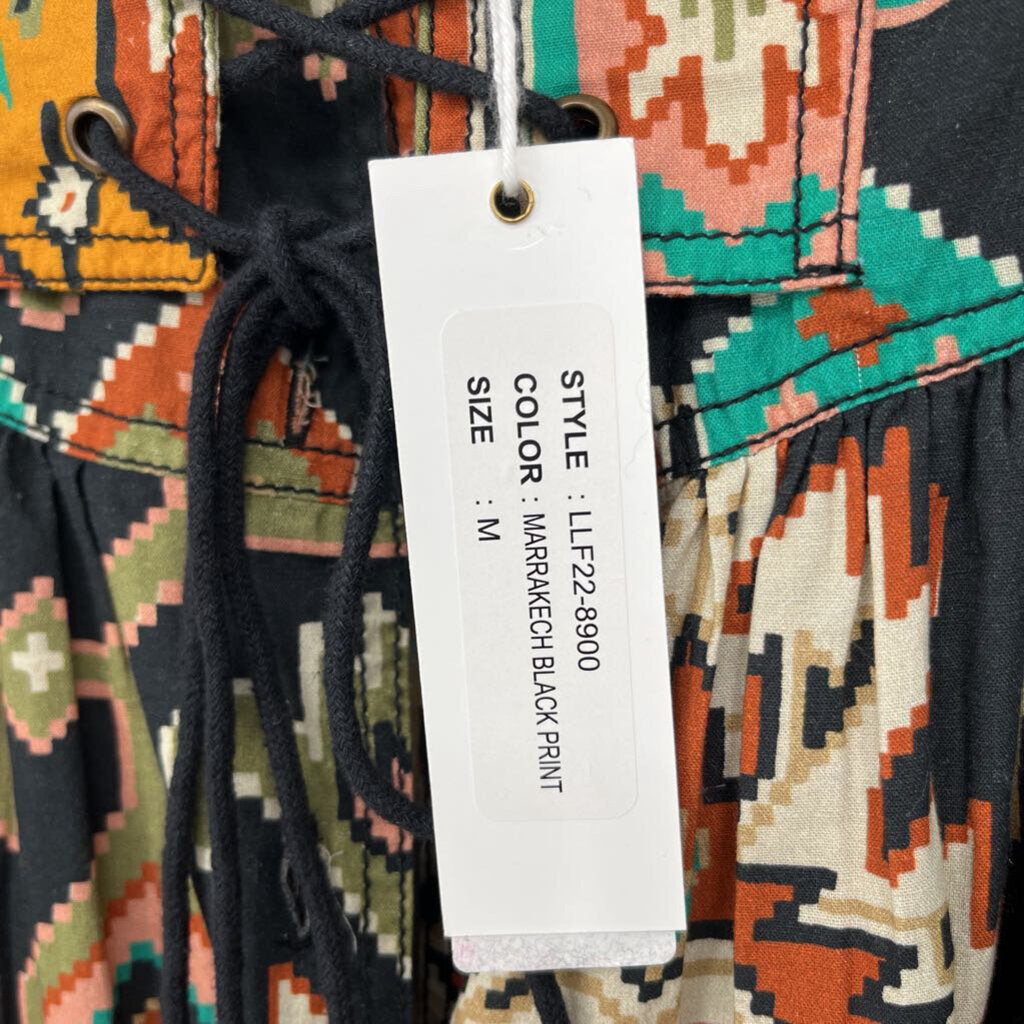 STYLE : LLF22-8900
COLOR : MARRAKECH BLACK PRINT
SIZE : M